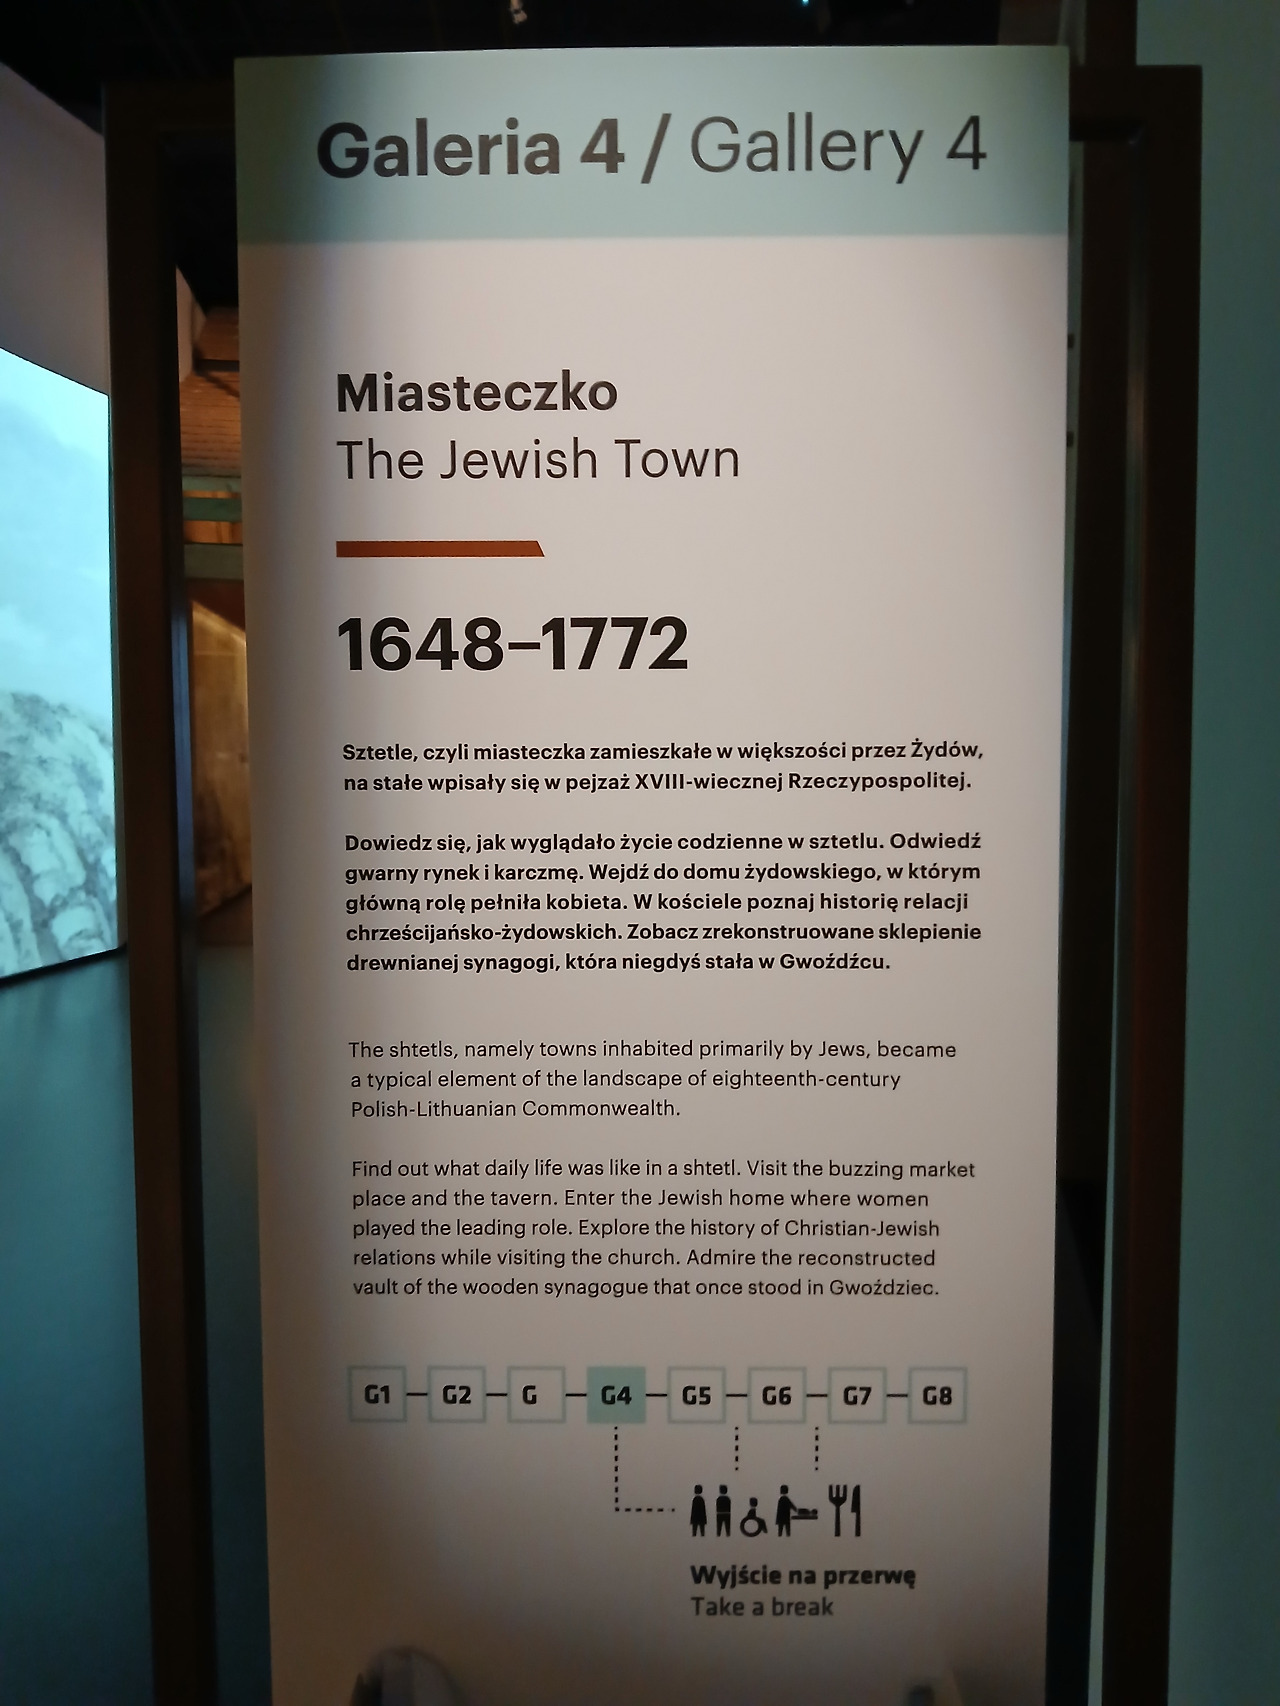 Galeria 4 / Gallery 4
Miasteczko
The Jewish Town
1648–1772
Sztetle, czyli miasteczka zamieszkałe w większości przez Żydów,
na stałe wpisały się w pejzaż XVIII-wiecznej Rzeczypospolitej.
Dowiedz się, jak wyglądało życie codzienne w sztetlu. Odwiedź
gwarny rynek i karczmę. Wejdź do domu żydowskiego, w którym
główną rolę pełniła kobieta. W kościele poznaj historię relacji
chrześcijańsko-żydowskich. Zobacz zrekonstruowane sklepienie
drewnianej synagogi, która niegdyś stała w Gwoźdźcu.
The shtetls, namely towns inhabited primarily by Jews, became
a typical element of the landscape of eighteenth-century
Polish-Lithuanian Commonwealth.
Find out what daily life was like in a shtetl. Visit the buzzing market
place and the tavern. Enter the Jewish home where women
played the leading role. Explore the history of Christian-Jewish
relations while visiting the church. Admire the reconstructed
vault of the wooden synagogue that once stood in Gwoździec.
G1 — G2 — G — G4 — G5 — G6 — G7 — G8
Wyjście na przerwę
Take a break